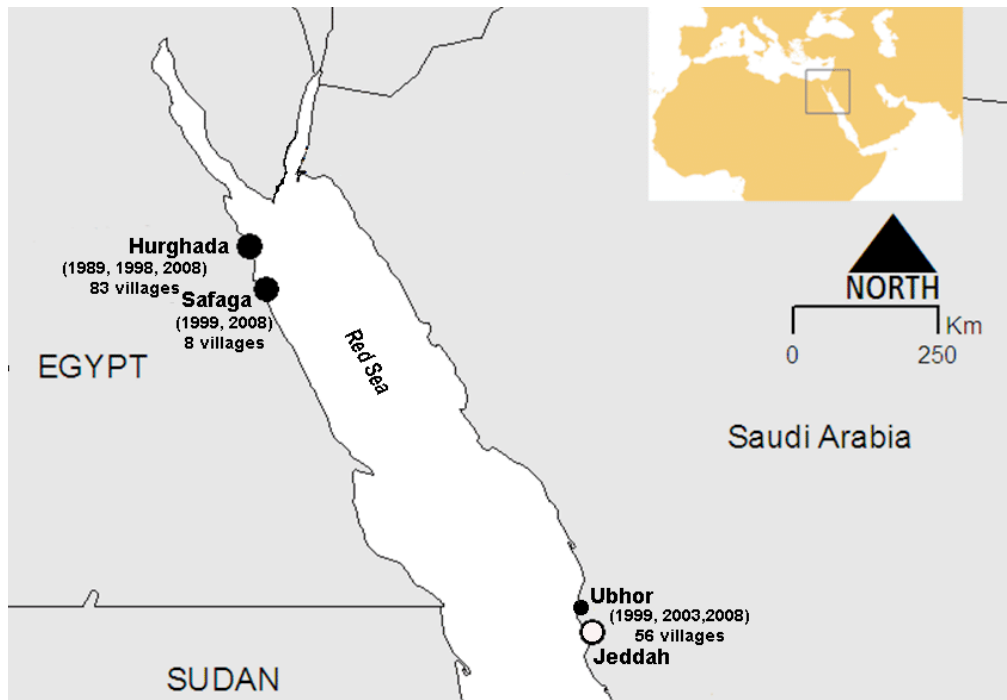 Hurghada
(1989, 1998, 2008)
83 villages
Safaga
(1999, 2008)
8 villages
EGYPT
Red Sea
NORTH
Km
0 250
Saudi Arabia
Ubhor
(1999, 2003,2008)
56 villages
Jeddah
SUDAN